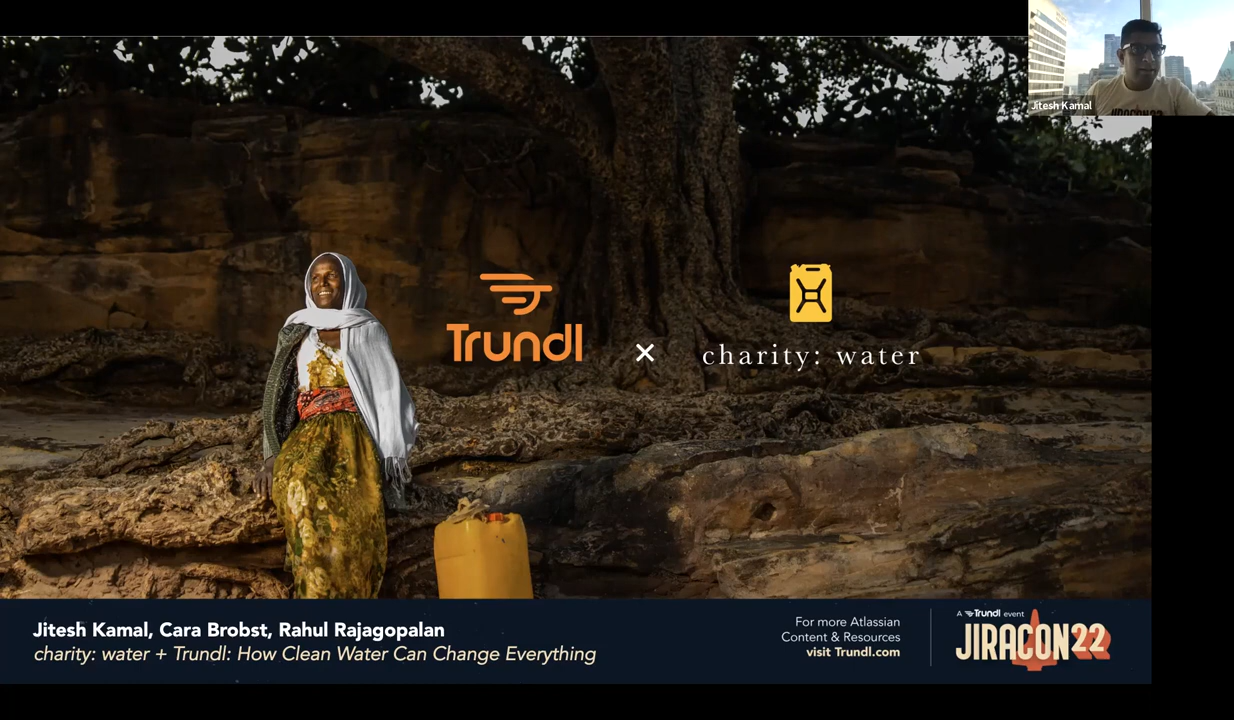 Jitesh Kamal
Trundl
×
charity: water
Jitesh Kamal, Cara Brobst, Rahul Rajagopalan
charity: water + Trundl: How Clean Water Can Change Everything
For more Atlassian
Content & Resources
visit Trundl.com
A Trundl event
JIRACON22
JIRACON22